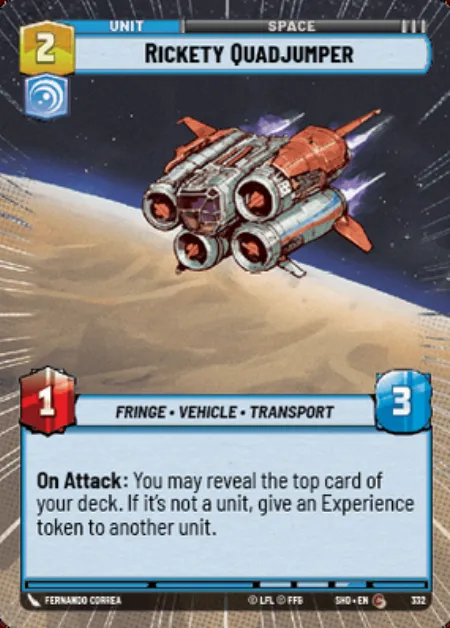 UNIT
SPACE
2
RICKETY QUADJUMPER
1
FRINGE • VEHICLE • TRANSPORT
3
On Attack: You may reveal the top card of
your deck. If it's not a unit, give an Experience
token to another unit.
FERNANDO CORREA
© LFL © FFG
SHD • EN
332